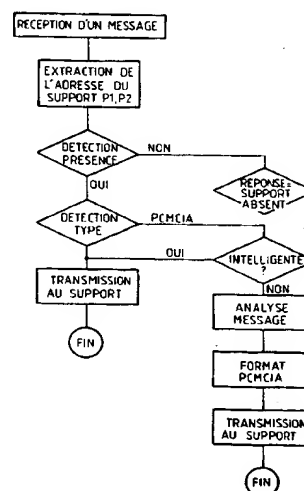 RECEPTION D'UN MESSAGE
EXTRACTION DE
L'ADRESSE DU
SUPPORT P1,P2
DETECTION
PRESENCE
NON
OUI
REPONSE=
SUPPORT
ABSENT
DETECTION
TYPE
PCMCIA
OUI
INTELLIGENTE
?
TRANSMISSION
AU SUPPORT
NON
ANALYSE
MESSAGE
FIN
FORMAT
PCMCIA
TRANSMISSION
AU SUPPORT
FIN